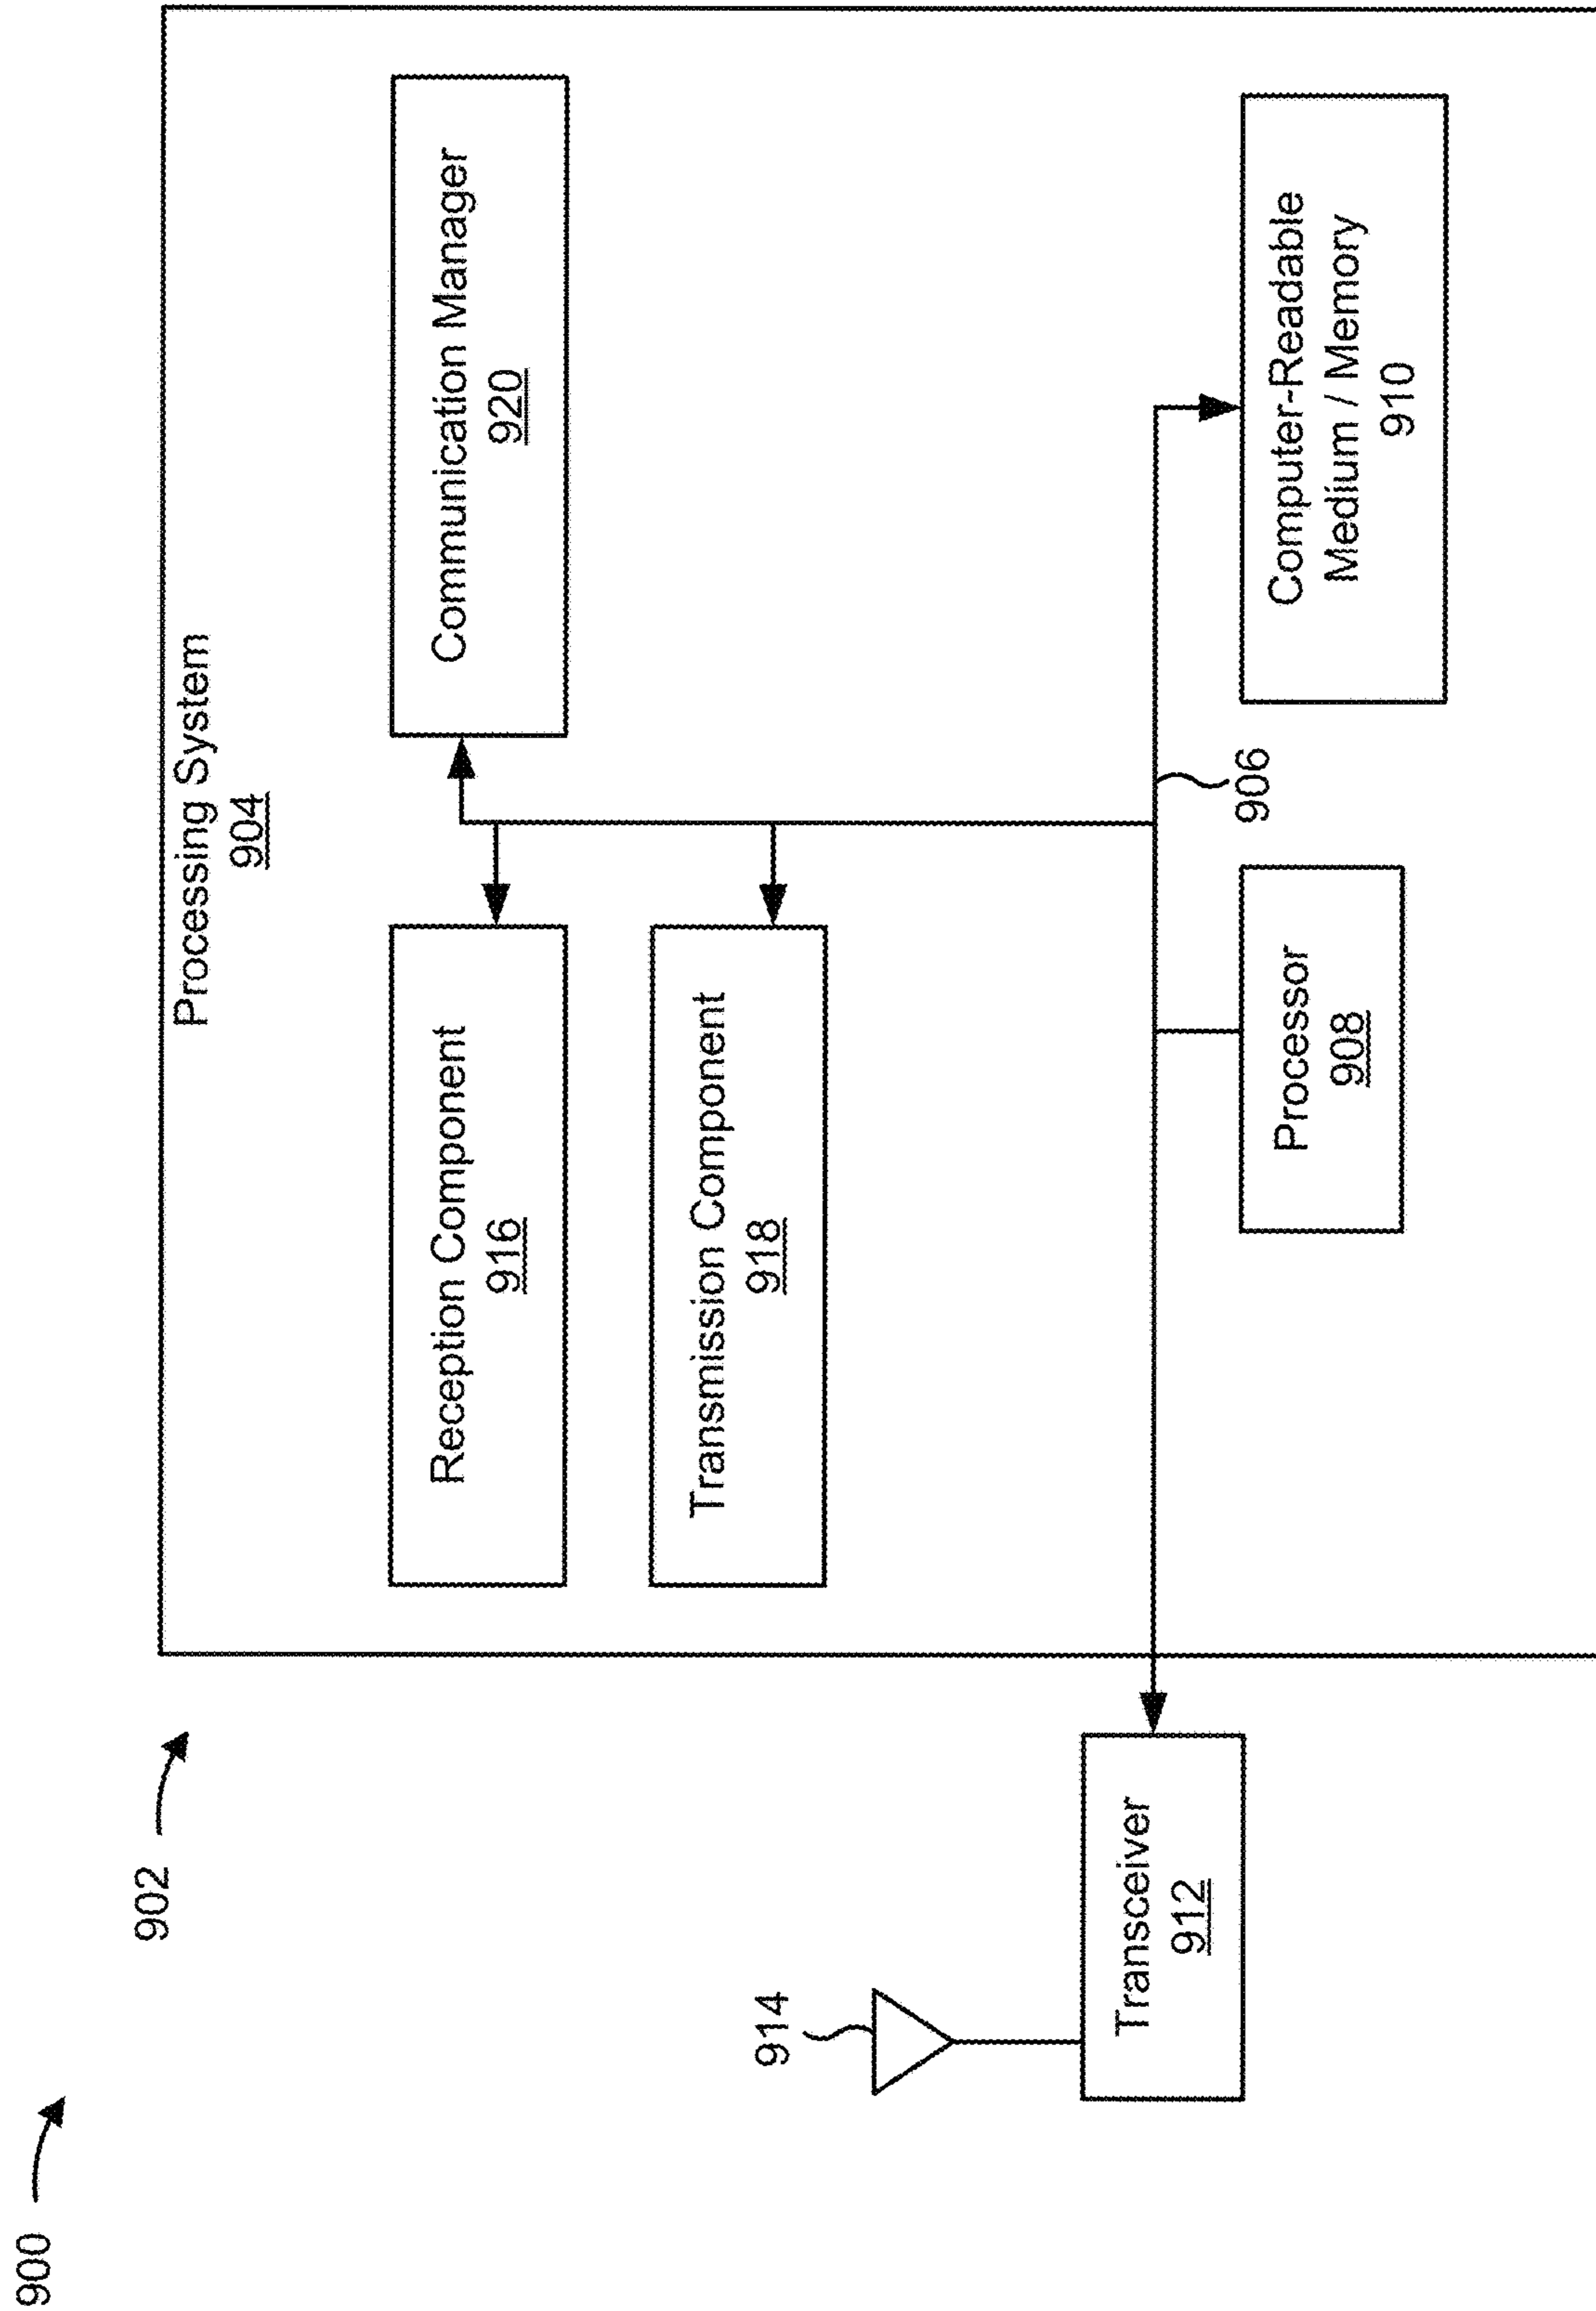 900
902
Processing System
904
Reception Component
916
Communication Manager
920
Transmission Component
918
914
Transceiver
912
906
Processor
908
Computer-Readable
Medium / Memory
910